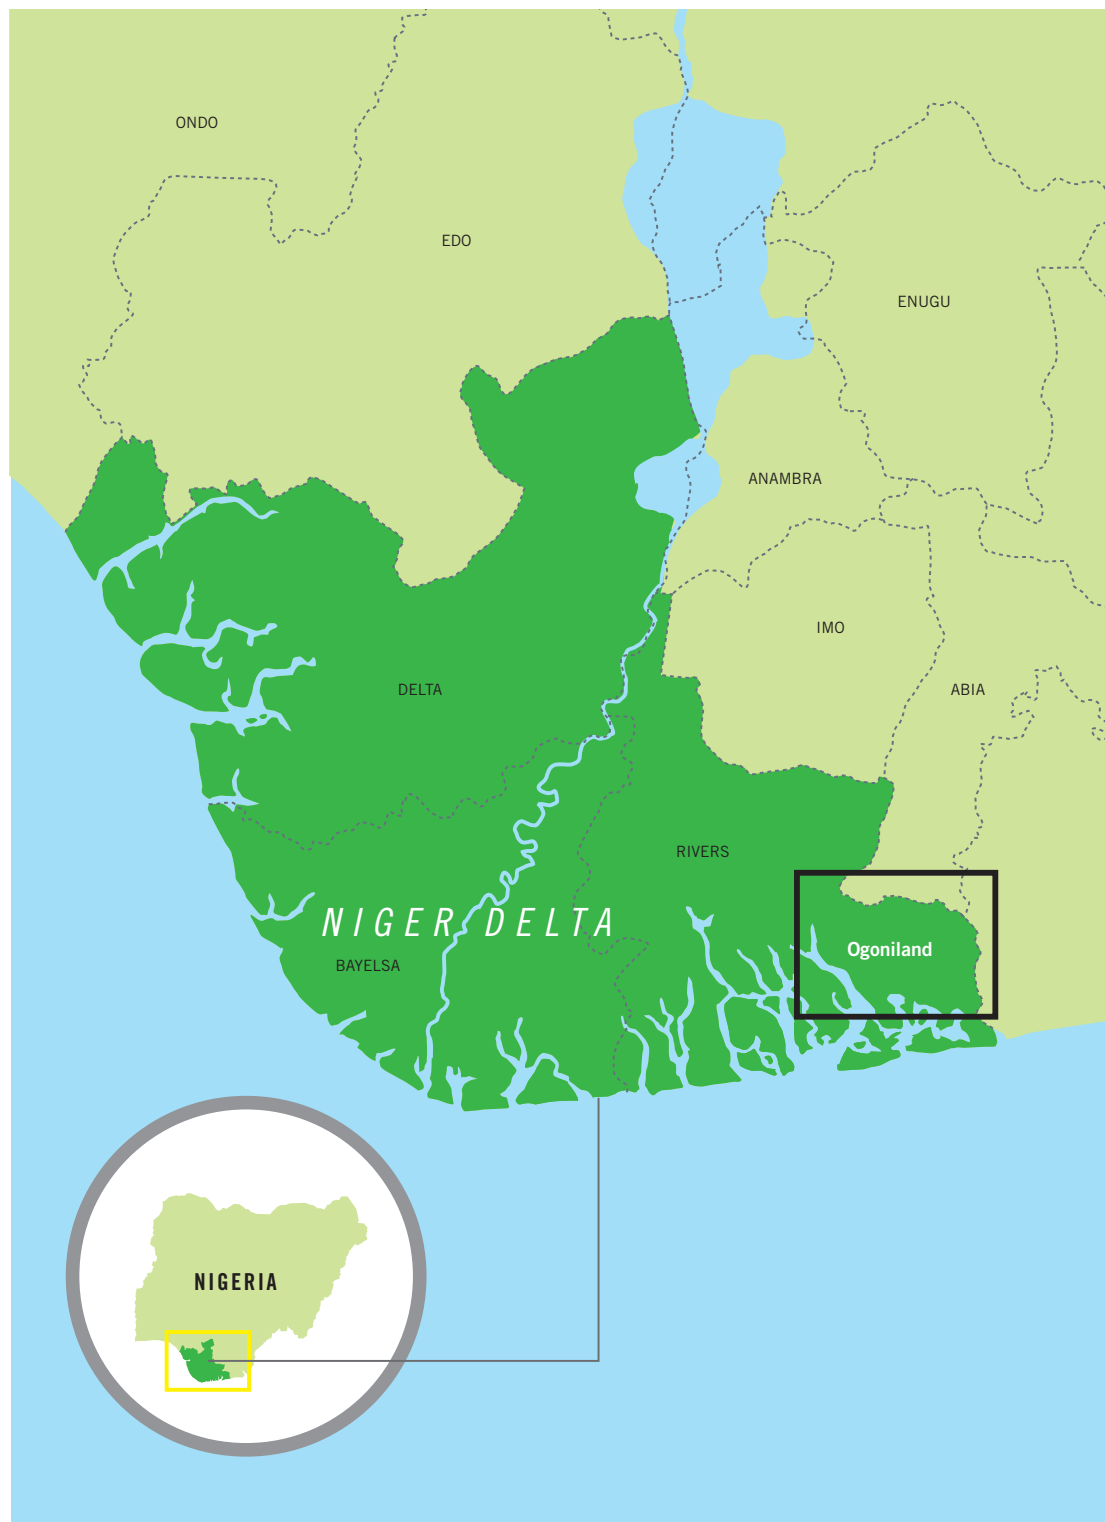 ONDO
EDO
ENUGU
ANAMBRA
IMO
DELTA
ABIA
RIVERS
NIGER DELTA
Ogoniland
BAYELSA
NIGERIA